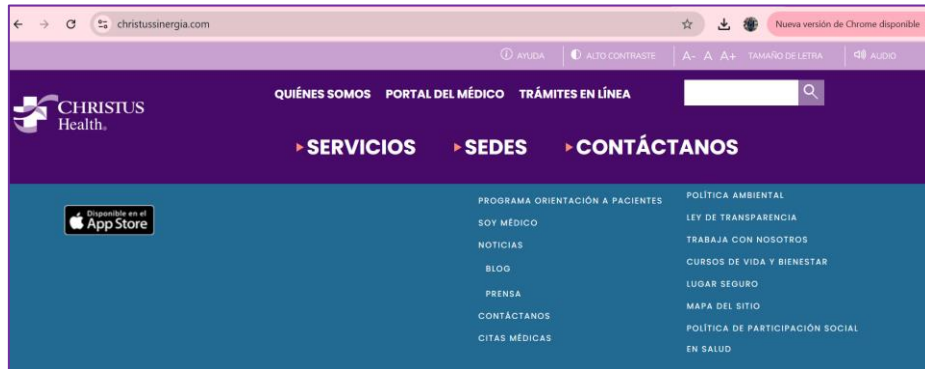 christussinergia.com
Nueva versión de Chrome disponible
AYUDA
ALTO CONTRASTE
A- A A+ TAMAÑO DE LETRA
AUDIO
CHRISTUS
Health.
QUIÉNES SOMOS PORTAL DEL MÉDICO TRÁMITES EN LÍNEA
SERVICIOS SEDES CONTÁCTANOS
Disponible en el
App Store
PROGRAMA ORIENTACIÓN A PACIENTES
SOY MÉDICO
NOTICIAS
BLOG
PRENSA
CONTÁCTANOS
CITAS MÉDICAS
POLÍTICA AMBIENTAL
LEY DE TRANSPARENCIA
TRABAJA CON NOSOTROS
CURSOS DE VIDA Y BIENESTAR
LUGAR SEGURO
MAPA DEL SITIO
POLÍTICA DE PARTICIPACIÓN SOCIAL
EN SALUD